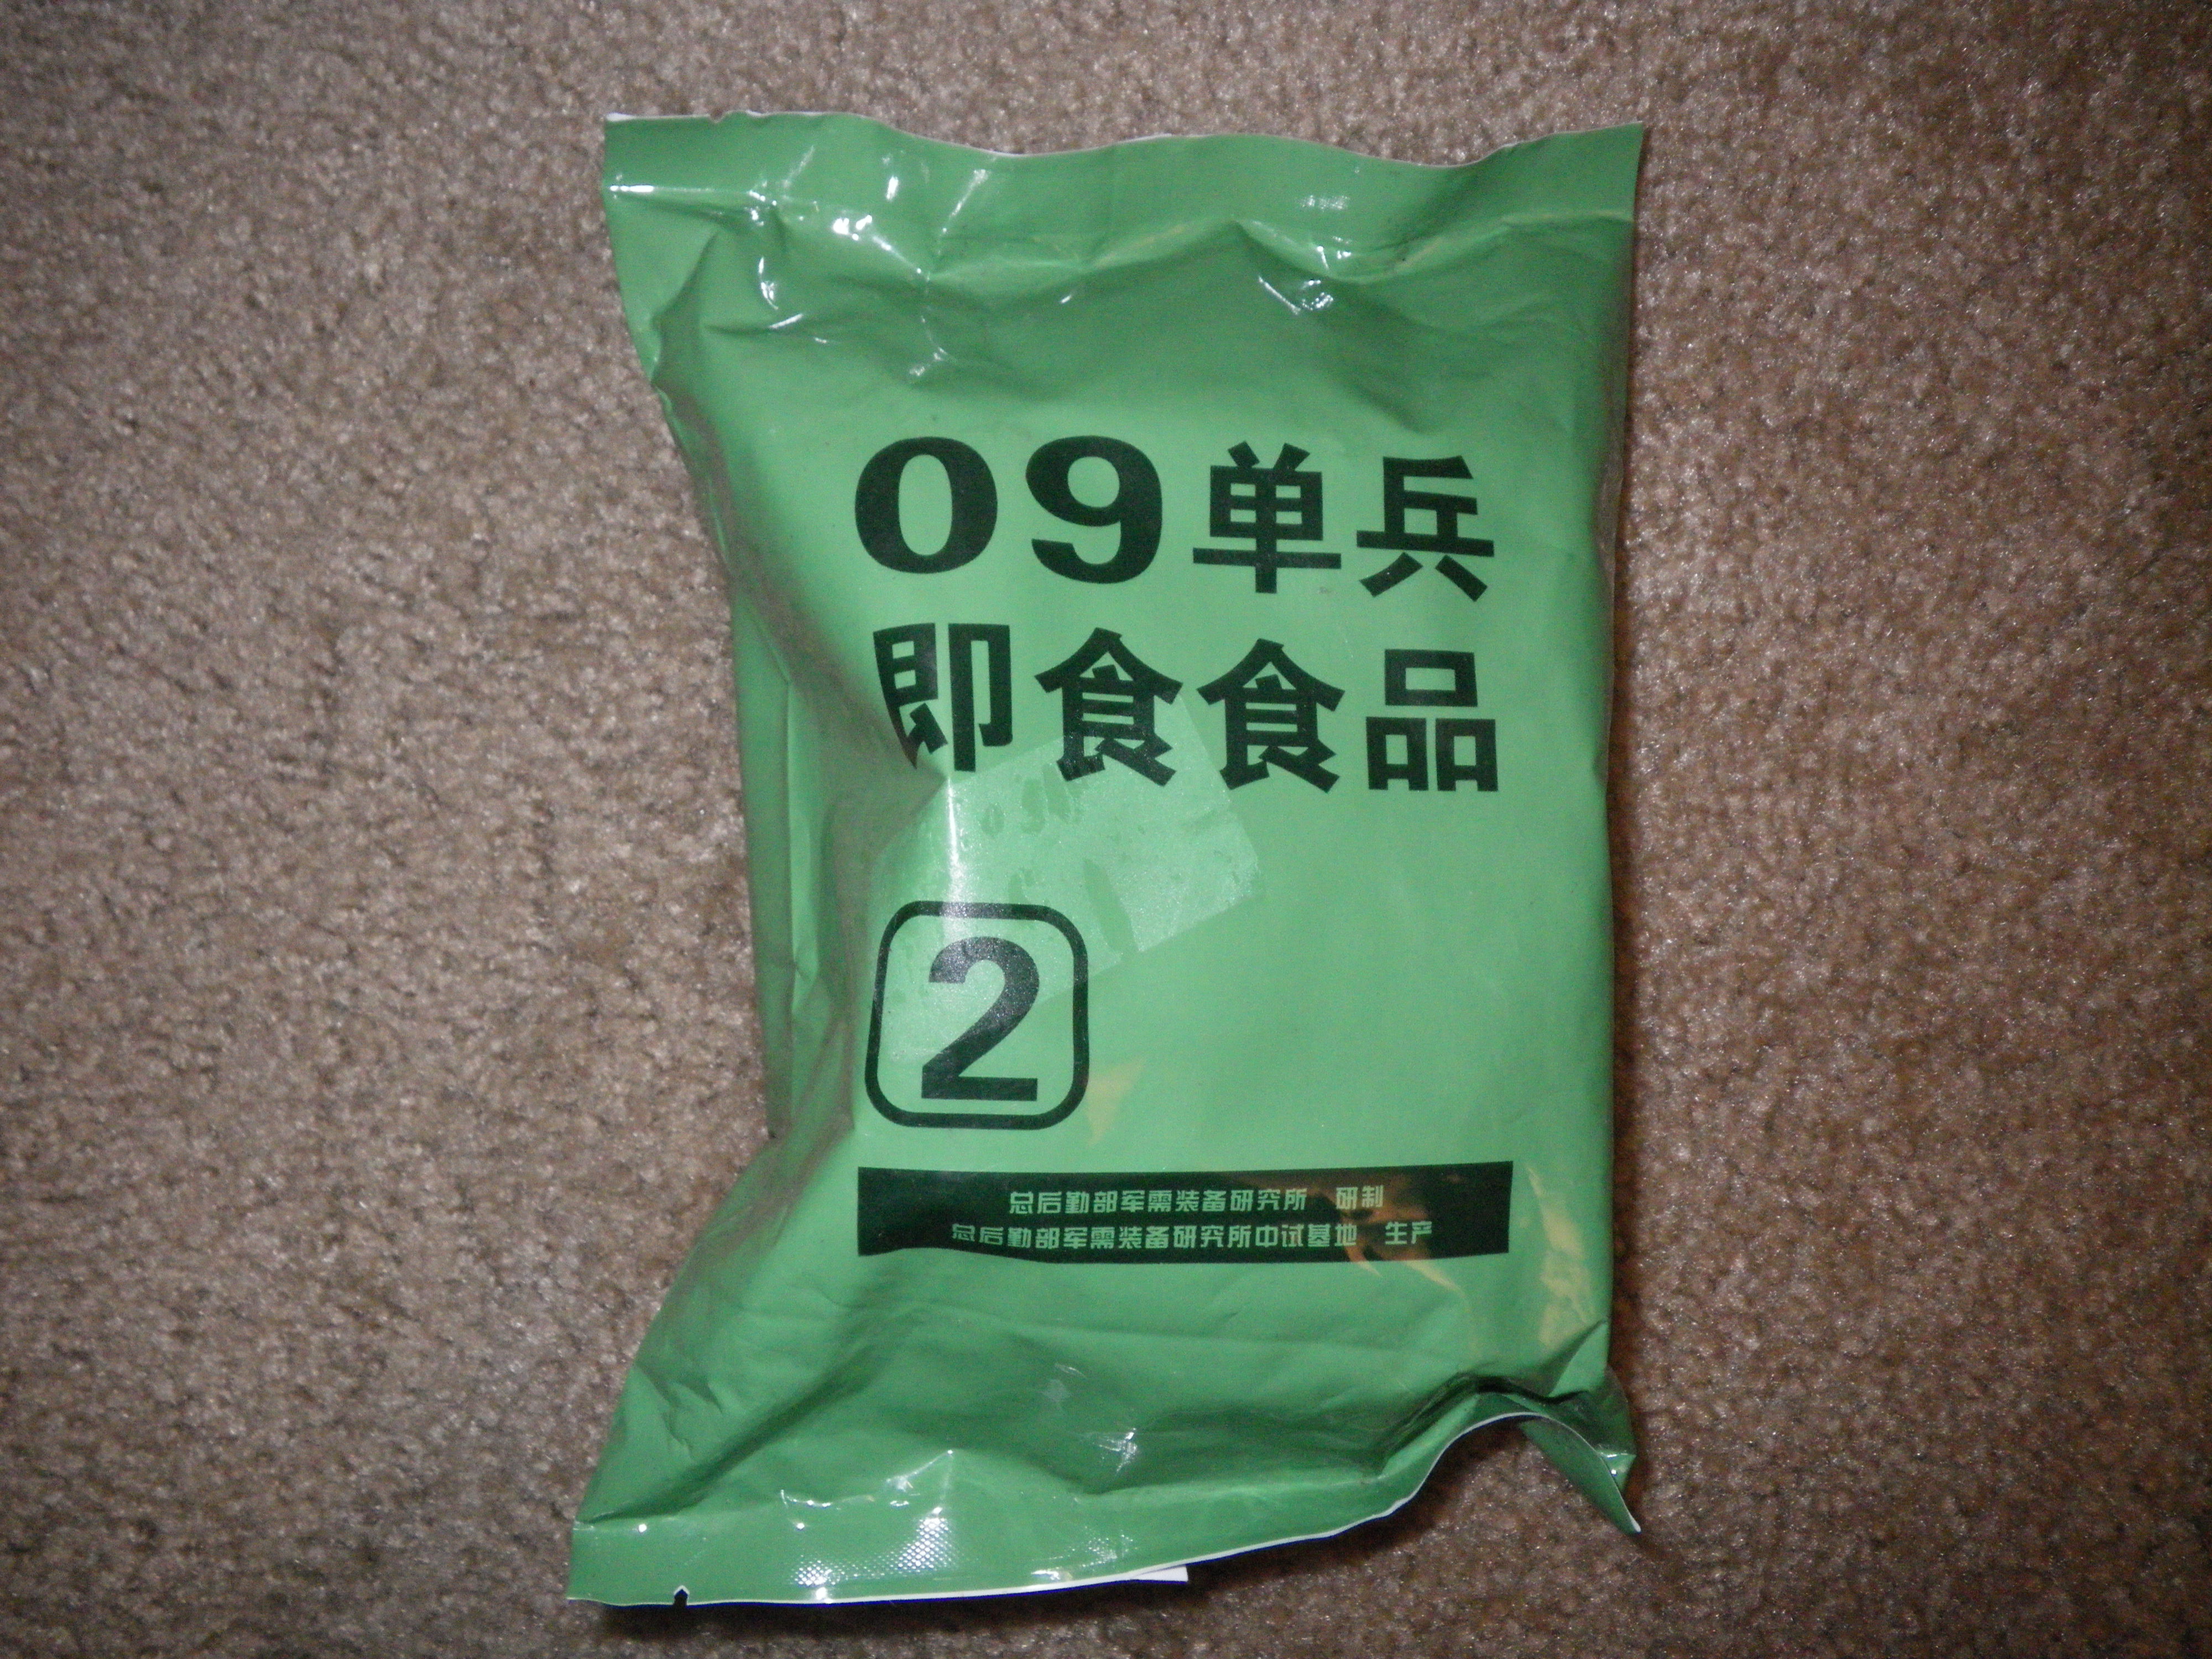 09单兵
即食食品
2
总后勤部军需装备研究所 研制
总后勤部军需装备研究所中试基地 生产